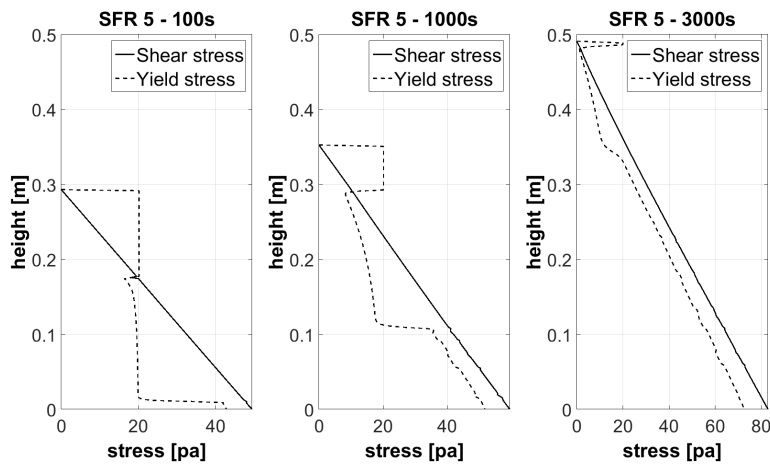 SFR 5 - 100s
0.5
0.4
0.3
0.2
0.1
0
0 20 40
height [m]
stress [pa]
Shear stress
Yield stress
SFR 5 - 1000s
0.5
0.4
0.3
0.2
0.1
0
0 20 40
height [m]
stress [pa]
Shear stress
Yield stress
SFR 5 - 3000s
0.5
0.4
0.3
0.2
0.1
0
0 20 40 60 80
height [m]
stress [pa]
Shear stress
Yield stress